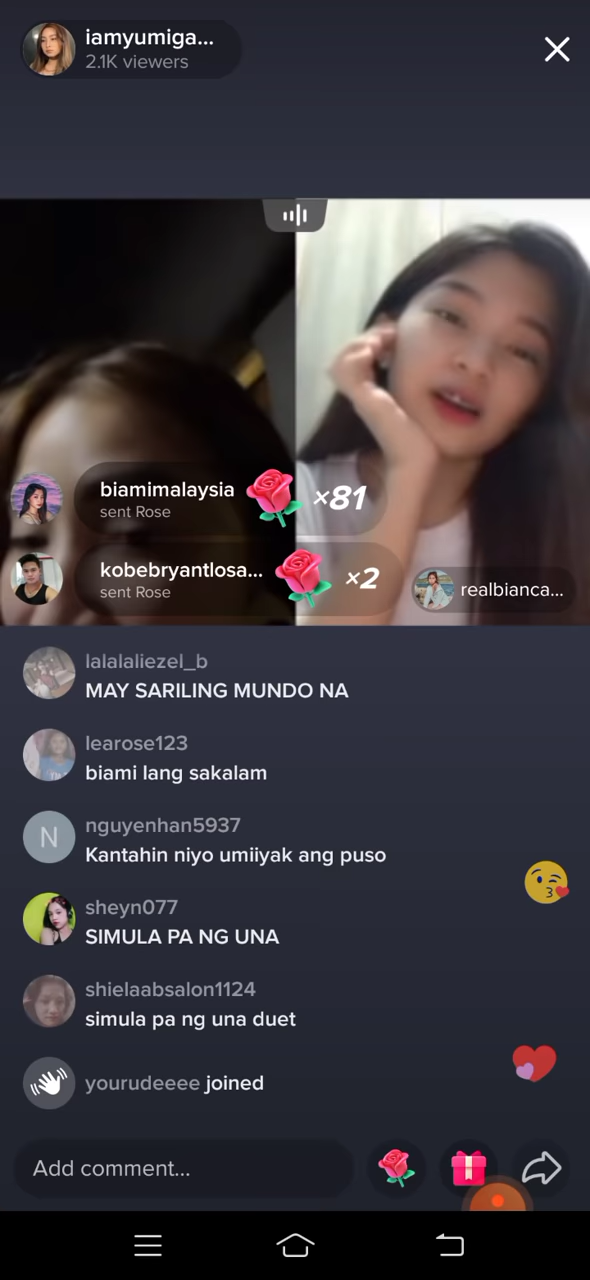 iamyumiga...
2.1K viewers
biamimalaysia
sent Rose
×81
kobebryantlosa...
sent Rose
×2
realbianca...
lalalaliezel_b
MAY SARILING MUNDO NA
learose123
biami lang sakalam
N
nguyenhan5937
Kantahin niyo umiiyak ang puso
sheyn077
SIMULA PA NG UNA
shielaabsalon1124
simula pa ng una duet
yourudeeee joined
Add comment...